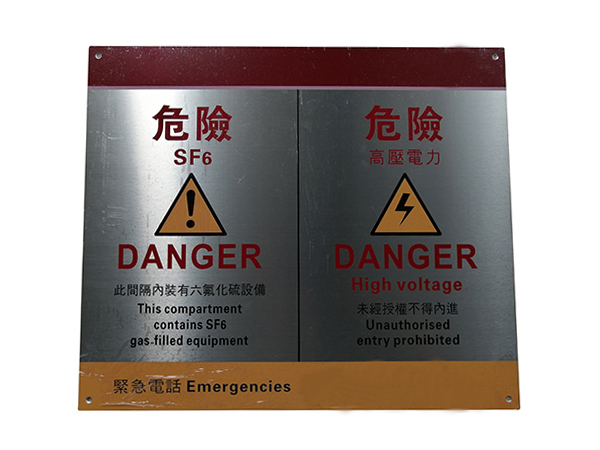 危險
SF6
DANGER
此間隔內裝有六氟化硫設備
This compartment
contains SF6
gas-filled equipment
危險
高壓電力
DANGER
High voltage
未經授權不得內進
Unauthorised
entry prohibited
緊急電話 Emergencies